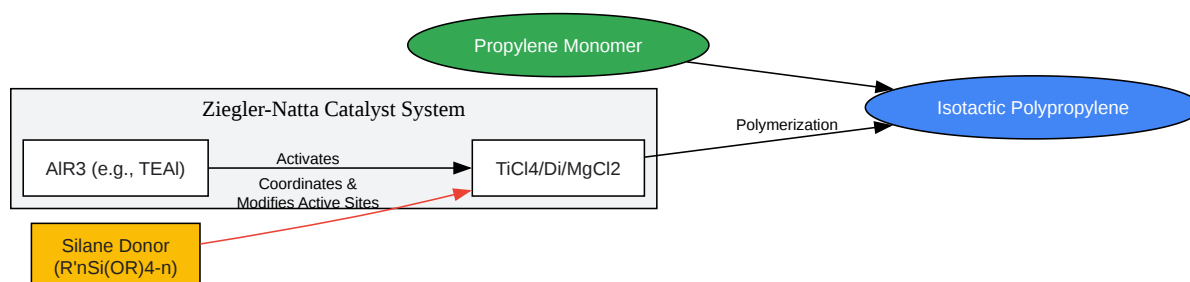 Propylene Monomer
Ziegler-Natta Catalyst System
Isotactic Polypropylene
Polymerization
AlR3 (e.g., TEAl)
Activates
TiCl4/Di/MgCl2
Coordinates &
Modifies Active Sites
Silane Donor
(R'nSi(OR)4-n)